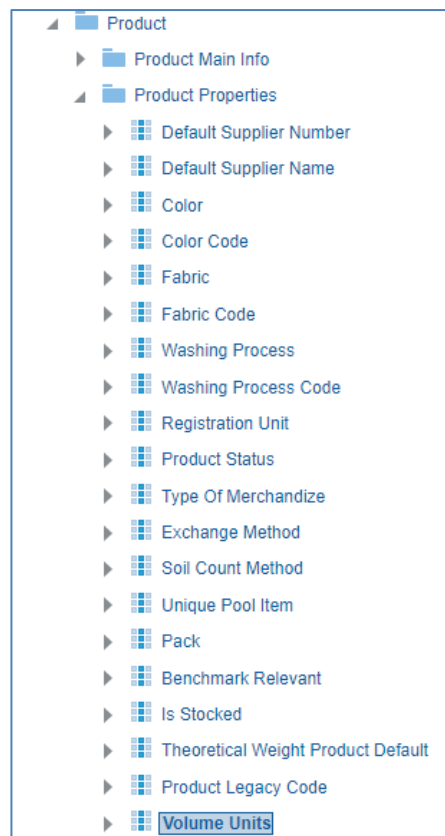 Product
Product Main Info
Product Properties
Default Supplier Number
Default Supplier Name
Color
Color Code
Fabric
Fabric Code
Washing Process
Washing Process Code
Registration Unit
Product Status
Type Of Merchandize
Exchange Method
Soil Count Method
Unique Pool Item
Pack
Benchmark Relevant
Is Stocked
Theoretical Weight Product Default
Product Legacy Code
Volume Units